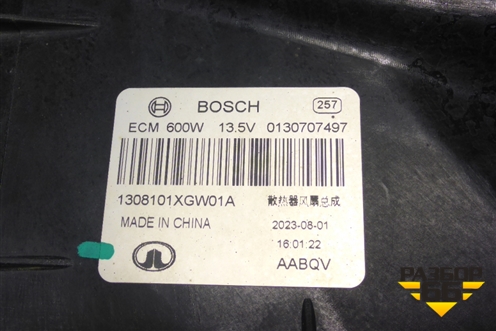 BOSCH 257
ECM 600W 13.5V 0130707497
1308101XGW01A 散热器风扇总成
MADE IN CHINA 2023-08-01
16:01:22
AABQV
РАЗБОР